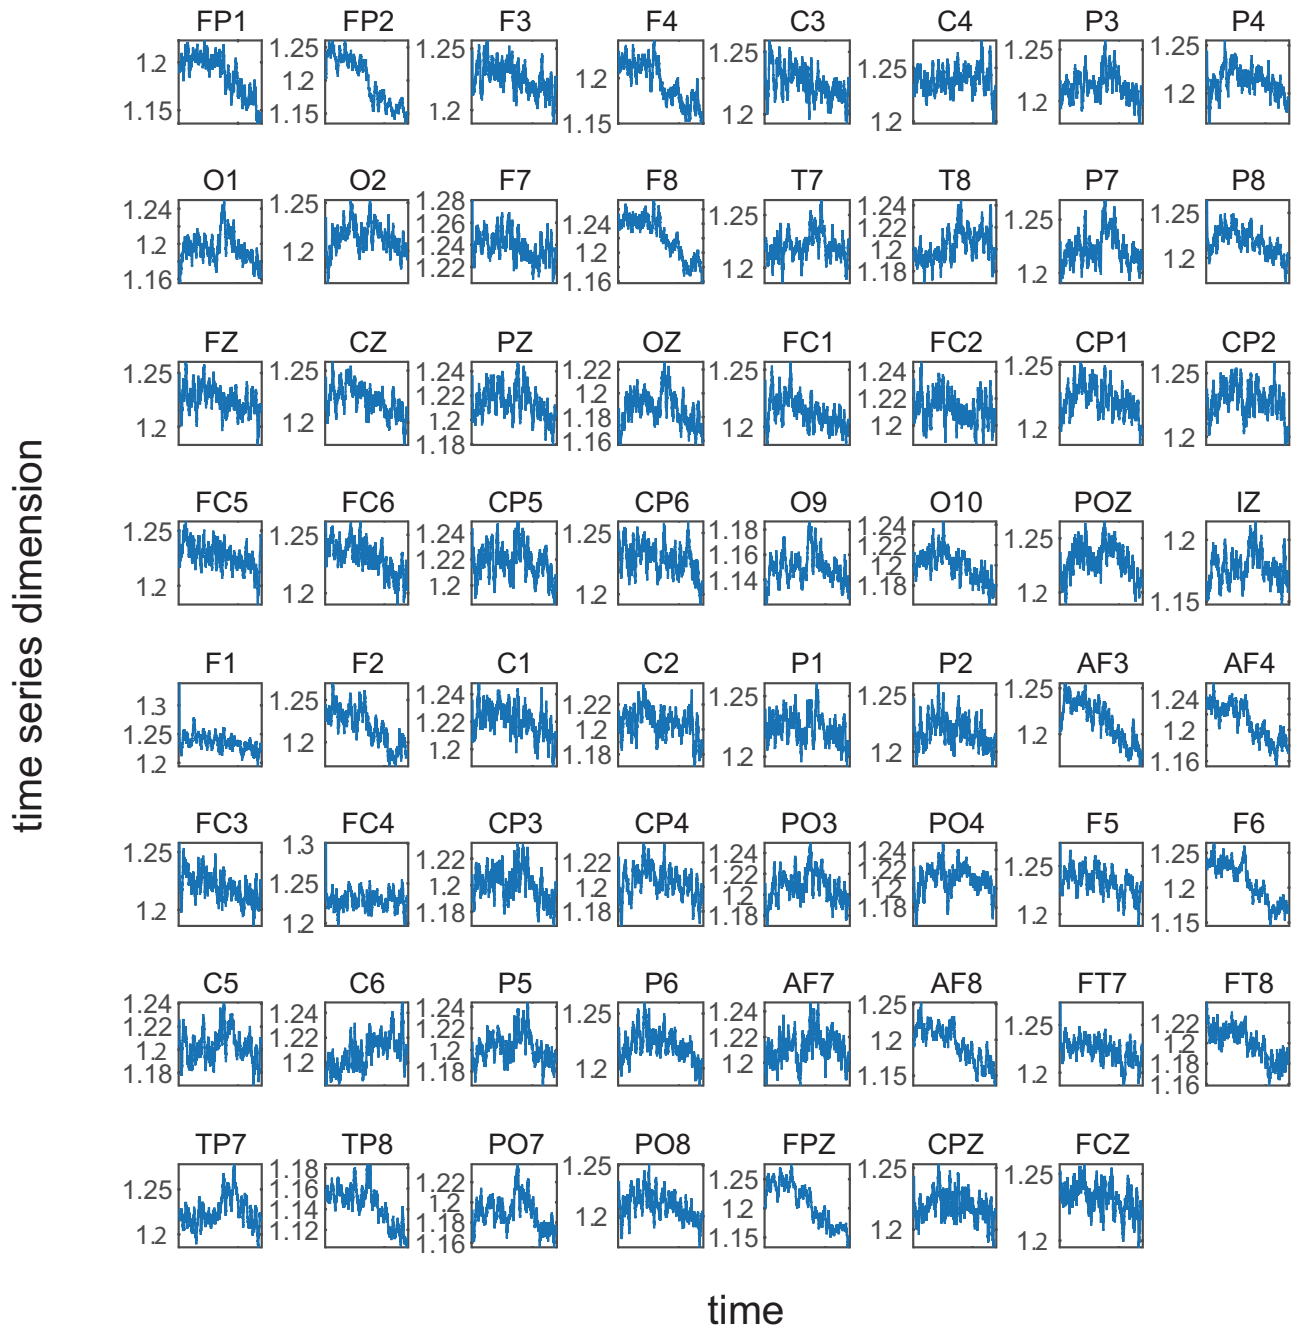 FP1 FP2 F3 F4 C3 C4 P3 P4
1.2 1.15
1.25 1.2 1.15
1.25 1.2
1.2 1.15
1.25 1.2
1.25 1.2
1.25 1.2
1.25 1.2
O1 O2 F7 F8 T7 T8 P7 P8
1.24 1.2 1.16
1.25 1.2
1.28 1.26 1.24 1.22
1.24 1.2 1.16
1.25 1.2
1.24 1.22 1.2 1.18
1.25 1.2
1.25 1.2
FZ CZ PZ OZ FC1 FC2 CP1 CP2
1.25 1.2
1.25 1.2
1.24 1.22 1.2 1.18
1.22 1.2 1.18 1.16
1.25 1.2
1.24 1.22 1.2
1.25 1.2
1.25 1.2
FC5 FC6 CP5 CP6 O9 O10 POZ IZ
1.25 1.2
1.25 1.2
1.24 1.22 1.2
1.25 1.2
1.18 1.16 1.14
1.24 1.22 1.2 1.18
1.25 1.2
1.2 1.15
F1 F2 C1 C2 P1 P2 AF3 AF4
1.3 1.25 1.2
1.25 1.2
1.24 1.22 1.2
1.22 1.2 1.18
1.25 1.2
1.25 1.2
1.25 1.2
1.24 1.2 1.16
FC3 FC4 CP3 CP4 PO3 PO4 F5 F6
1.25 1.2
1.3 1.25 1.2
1.22 1.2 1.18
1.22 1.2 1.18
1.24 1.22 1.2 1.18
1.24 1.22 1.2 1.18
1.25 1.2
1.25 1.2 1.15
C5 C6 P5 P6 AF7 AF8 FT7 FT8
1.24 1.22 1.2 1.18
1.24 1.22 1.2
1.24 1.22 1.2 1.18
1.25 1.2
1.24 1.22 1.2
1.25 1.2 1.15
1.25 1.2
1.22 1.2 1.18 1.16
TP7 TP8 PO7 PO8 FPZ CPZ FCZ
1.25 1.2
1.18 1.16 1.14 1.12
1.22 1.2 1.18 1.16
1.25 1.2
1.25 1.2 1.15
1.25 1.2
1.25 1.2
time series dimension
time